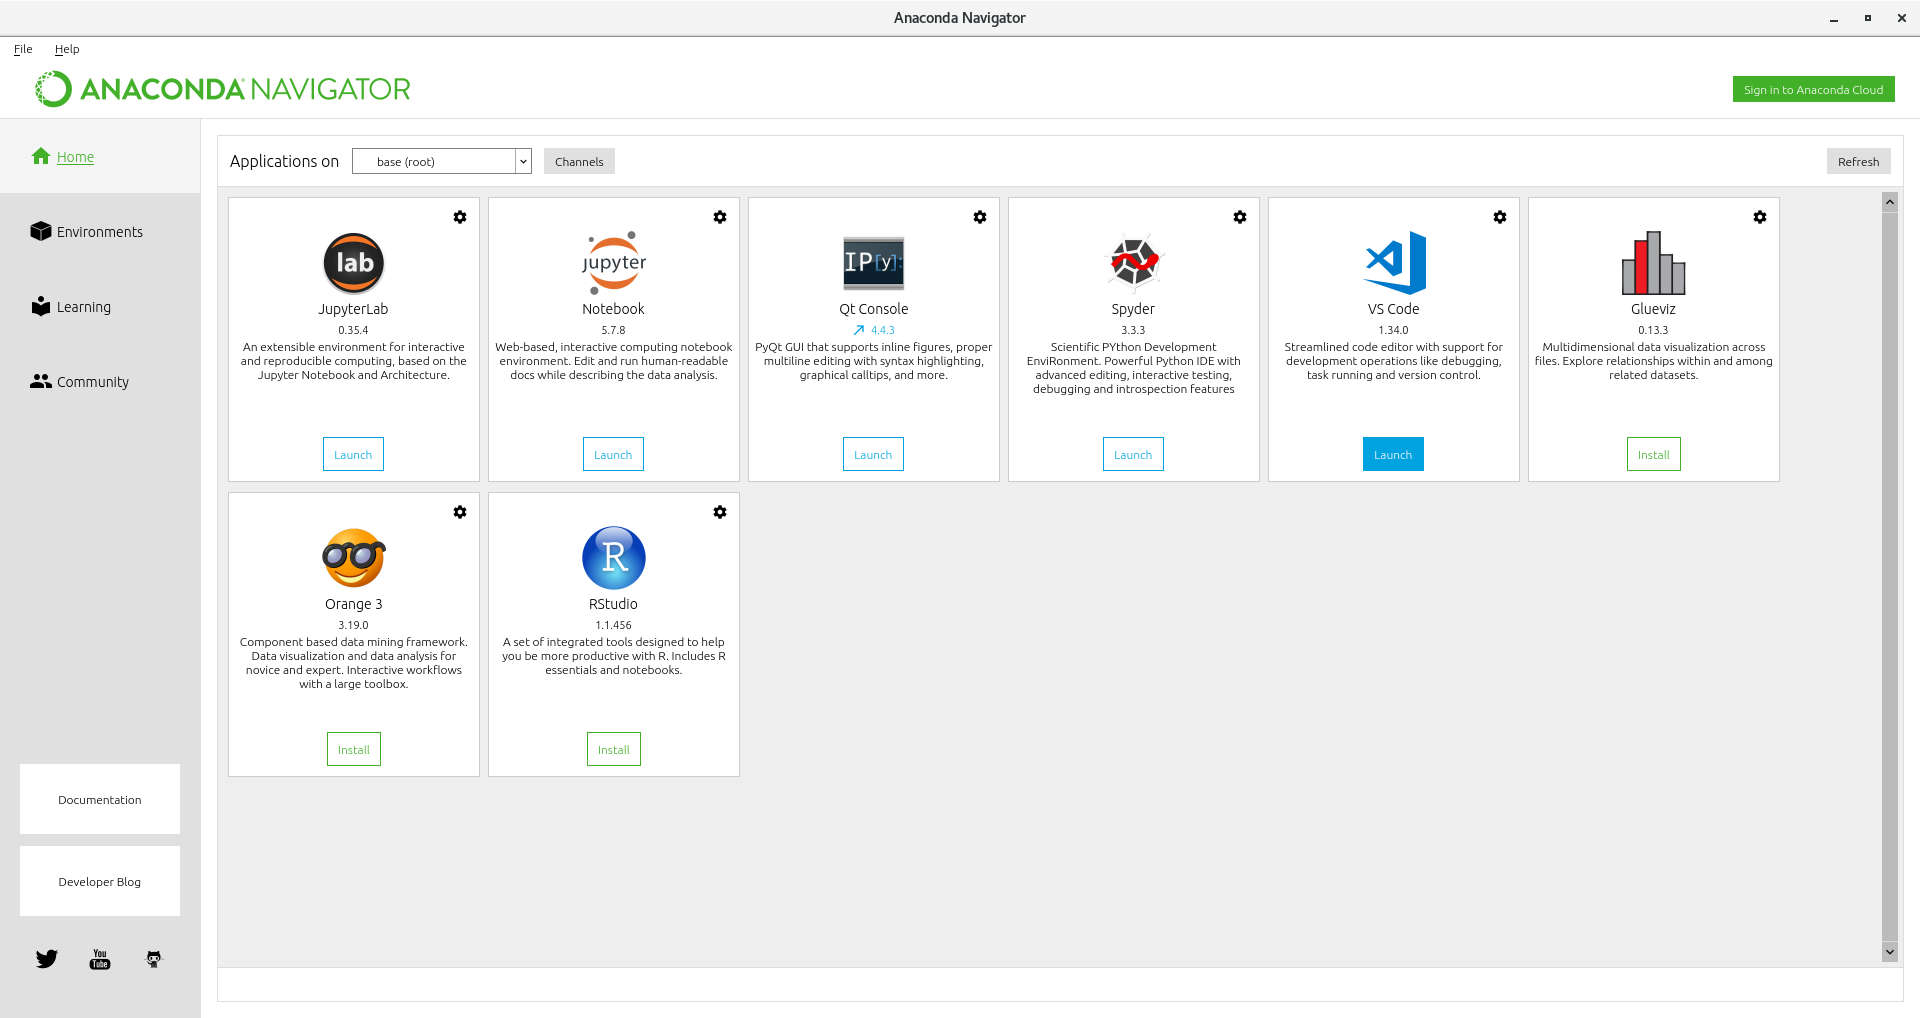 Anaconda Navigator
File Help
ANACONDA NAVIGATOR
Sign in to Anaconda Cloud
Home
Environments
Learning
Community
Documentation
Developer Blog
You
Tube
Applications on base (root) Channels Refresh
lab
JupyterLab
0.35.4
An extensible environment for interactive
and reproducible computing, based on the
Jupyter Notebook and Architecture.
Launch
jupyter
Notebook
5.7.8
Web-based, interactive computing notebook
environment. Edit and run human-readable
docs while describing the data analysis.
Launch
IP[y]:
Qt Console
4.4.3
PyQt GUI that supports inline figures, proper
multiline editing with syntax highlighting,
graphical calltips, and more.
Launch
Spyder
3.3.3
Scientific PYthon Development
EnviRonment. Powerful Python IDE with
advanced editing, interactive testing,
debugging and introspection features
Launch
VS Code
1.34.0
Streamlined code editor with support for
development operations like debugging,
task running and version control.
Launch
Glueviz
0.13.3
Multidimensional data visualization across
files. Explore relationships within and among
related datasets.
Install
Orange 3
3.19.0
Component based data mining framework.
Data visualization and data analysis for
novice and expert. Interactive workflows
with a large toolbox.
Install
R
RStudio
1.1.456
A set of integrated tools designed to help
you be more productive with R. Includes R
essentials and notebooks.
Install